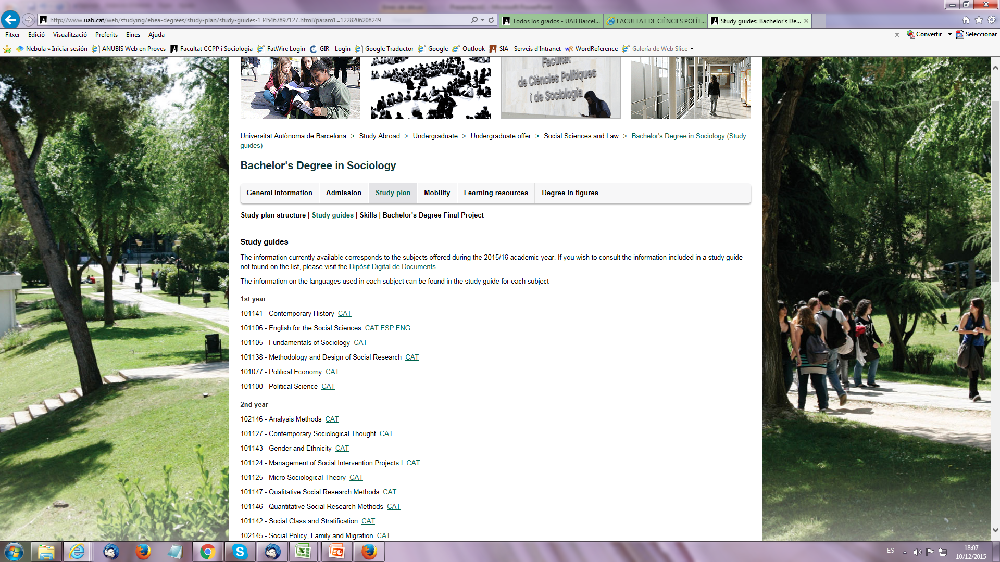 http://www.uab.cat/web/studying/ehea-degrees/study-plan/study-guides-1345467897127.html?param1=1228206208249
Todos los grados - UAB Barcel...
FACULTAT DE CIÈNCIES POLÍT...
Study guides: Bachelor's De...
Fitxer Edició Visualització Preferits Eines Ajuda
x Convertir Seleccionar
Nebula » Iniciar sesión ANUBIS Web en Proves Facultat CCPP i Sociologia FatWire Login GIR - Login Google Traductor Google Outlook SIA - Serveis d'Intranet WordReference Galería de Web Slice
Facultat
de Ciències Polítiques
i de Sociologia
Universitat Autònoma de Barcelona > Study Abroad > Undergraduate > Undergraduate offer > Social Sciences and Law > Bachelor's Degree in Sociology (Study
guides)
Bachelor's Degree in Sociology
General information Admission Study plan Mobility Learning resources Degree in figures
Study plan structure | Study guides | Skills | Bachelor's Degree Final Project
Study guides
The information currently available corresponds to the subjects offered during the 2015/16 academic year. If you wish to consult the information included in a study guide
not found on the list, please visit the Dipòsit Digital de Documents.
The information on the languages used in each subject can be found in the study guide for each subject
1st year
101141 - Contemporary History CAT
101106 - English for the Social Sciences CAT ESP ENG
101105 - Fundamentals of Sociology CAT
101138 - Methodology and Design of Social Research CAT
101077 - Political Economy CAT
101100 - Political Science CAT
2nd year
102146 - Analysis Methods CAT
101127 - Contemporary Sociological Thought CAT
101143 - Gender and Ethnicity CAT
101124 - Management of Social Intervention Projects I CAT
101125 - Micro Sociological Theory CAT
101147 - Qualitative Social Research Methods CAT
101146 - Quantitative Social Research Methods CAT
101142 - Social Class and Stratification CAT
102145 - Social Policy, Family and Migration CAT
ES
18:07
10/12/2015